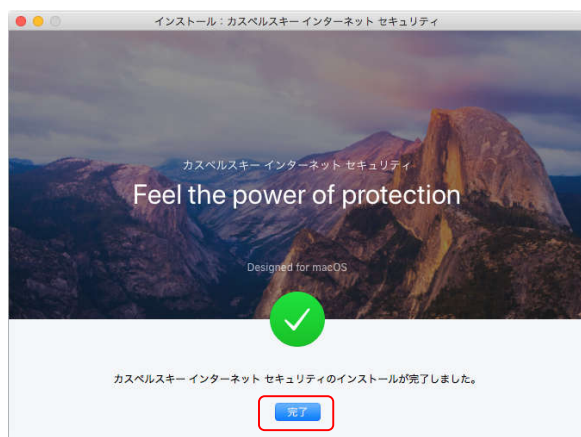 インストール：カスペルスキー インターネット セキュリティ
カスペルスキー インターネット セキュリティ
Feel the power of protection
Designed for macOS
カスペルスキー インターネット セキュリティのインストールが完了しました。
完了